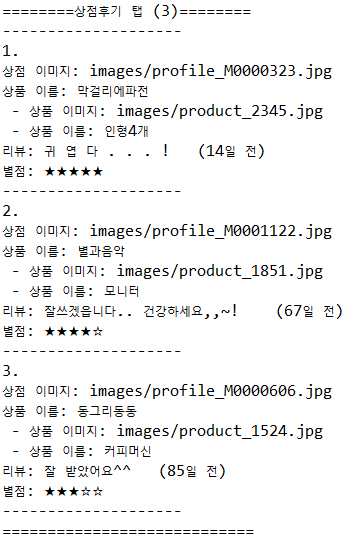 ========상점후기 탭 (3)========
--------------------
1.
상점 이미지: images/profile_M0000323.jpg
상품 이름: 막걸리에파전
 - 상품 이미지: images/product_2345.jpg
 - 상품 이름: 인형4개
리뷰: 귀 엽 다 . . . !   (14일 전)
별점: ★★★★★
--------------------
2.
상점 이미지: images/profile_M0001122.jpg
상품 이름: 별과음악
 - 상품 이미지: images/product_1851.jpg
 - 상품 이름: 모니터
리뷰: 잘쓰겠읍니다.. 건강하세요,,~!    (67일 전)
별점: ★★★★☆
--------------------
3.
상점 이미지: images/profile_M0000606.jpg
상품 이름: 동그리동동
 - 상품 이미지: images/product_1524.jpg
 - 상품 이름: 커피머신
리뷰: 잘 받았어요^^   (85일 전)
별점: ★★★☆☆
--------------------
============================